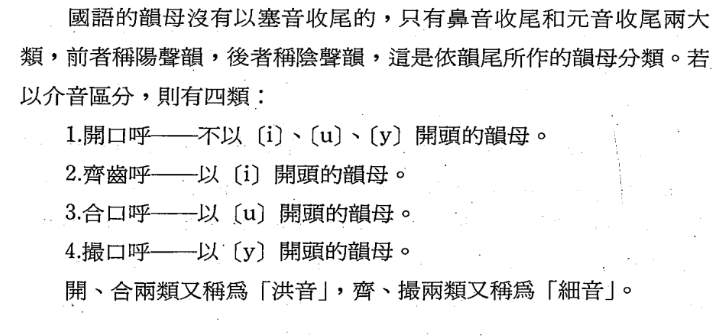 國語的韻母沒有以塞音收尾的，只有鼻音收尾和元音收尾兩大
類，前者稱陽聲韻，後者稱陰聲韻，這是依韻尾所作的韻母分類。若
以介音區分，則有四類：
1.開口呼——不以〔i〕、〔u〕、〔y〕開頭的韻母。
2.齊齒呼——以〔i〕開頭的韻母。
3.合口呼——以〔u〕開頭的韻母。
4.撮口呼——以〔y〕開頭的韻母。
開、合兩類又稱爲「洪音」，齊、撮兩類又稱爲「細音」。